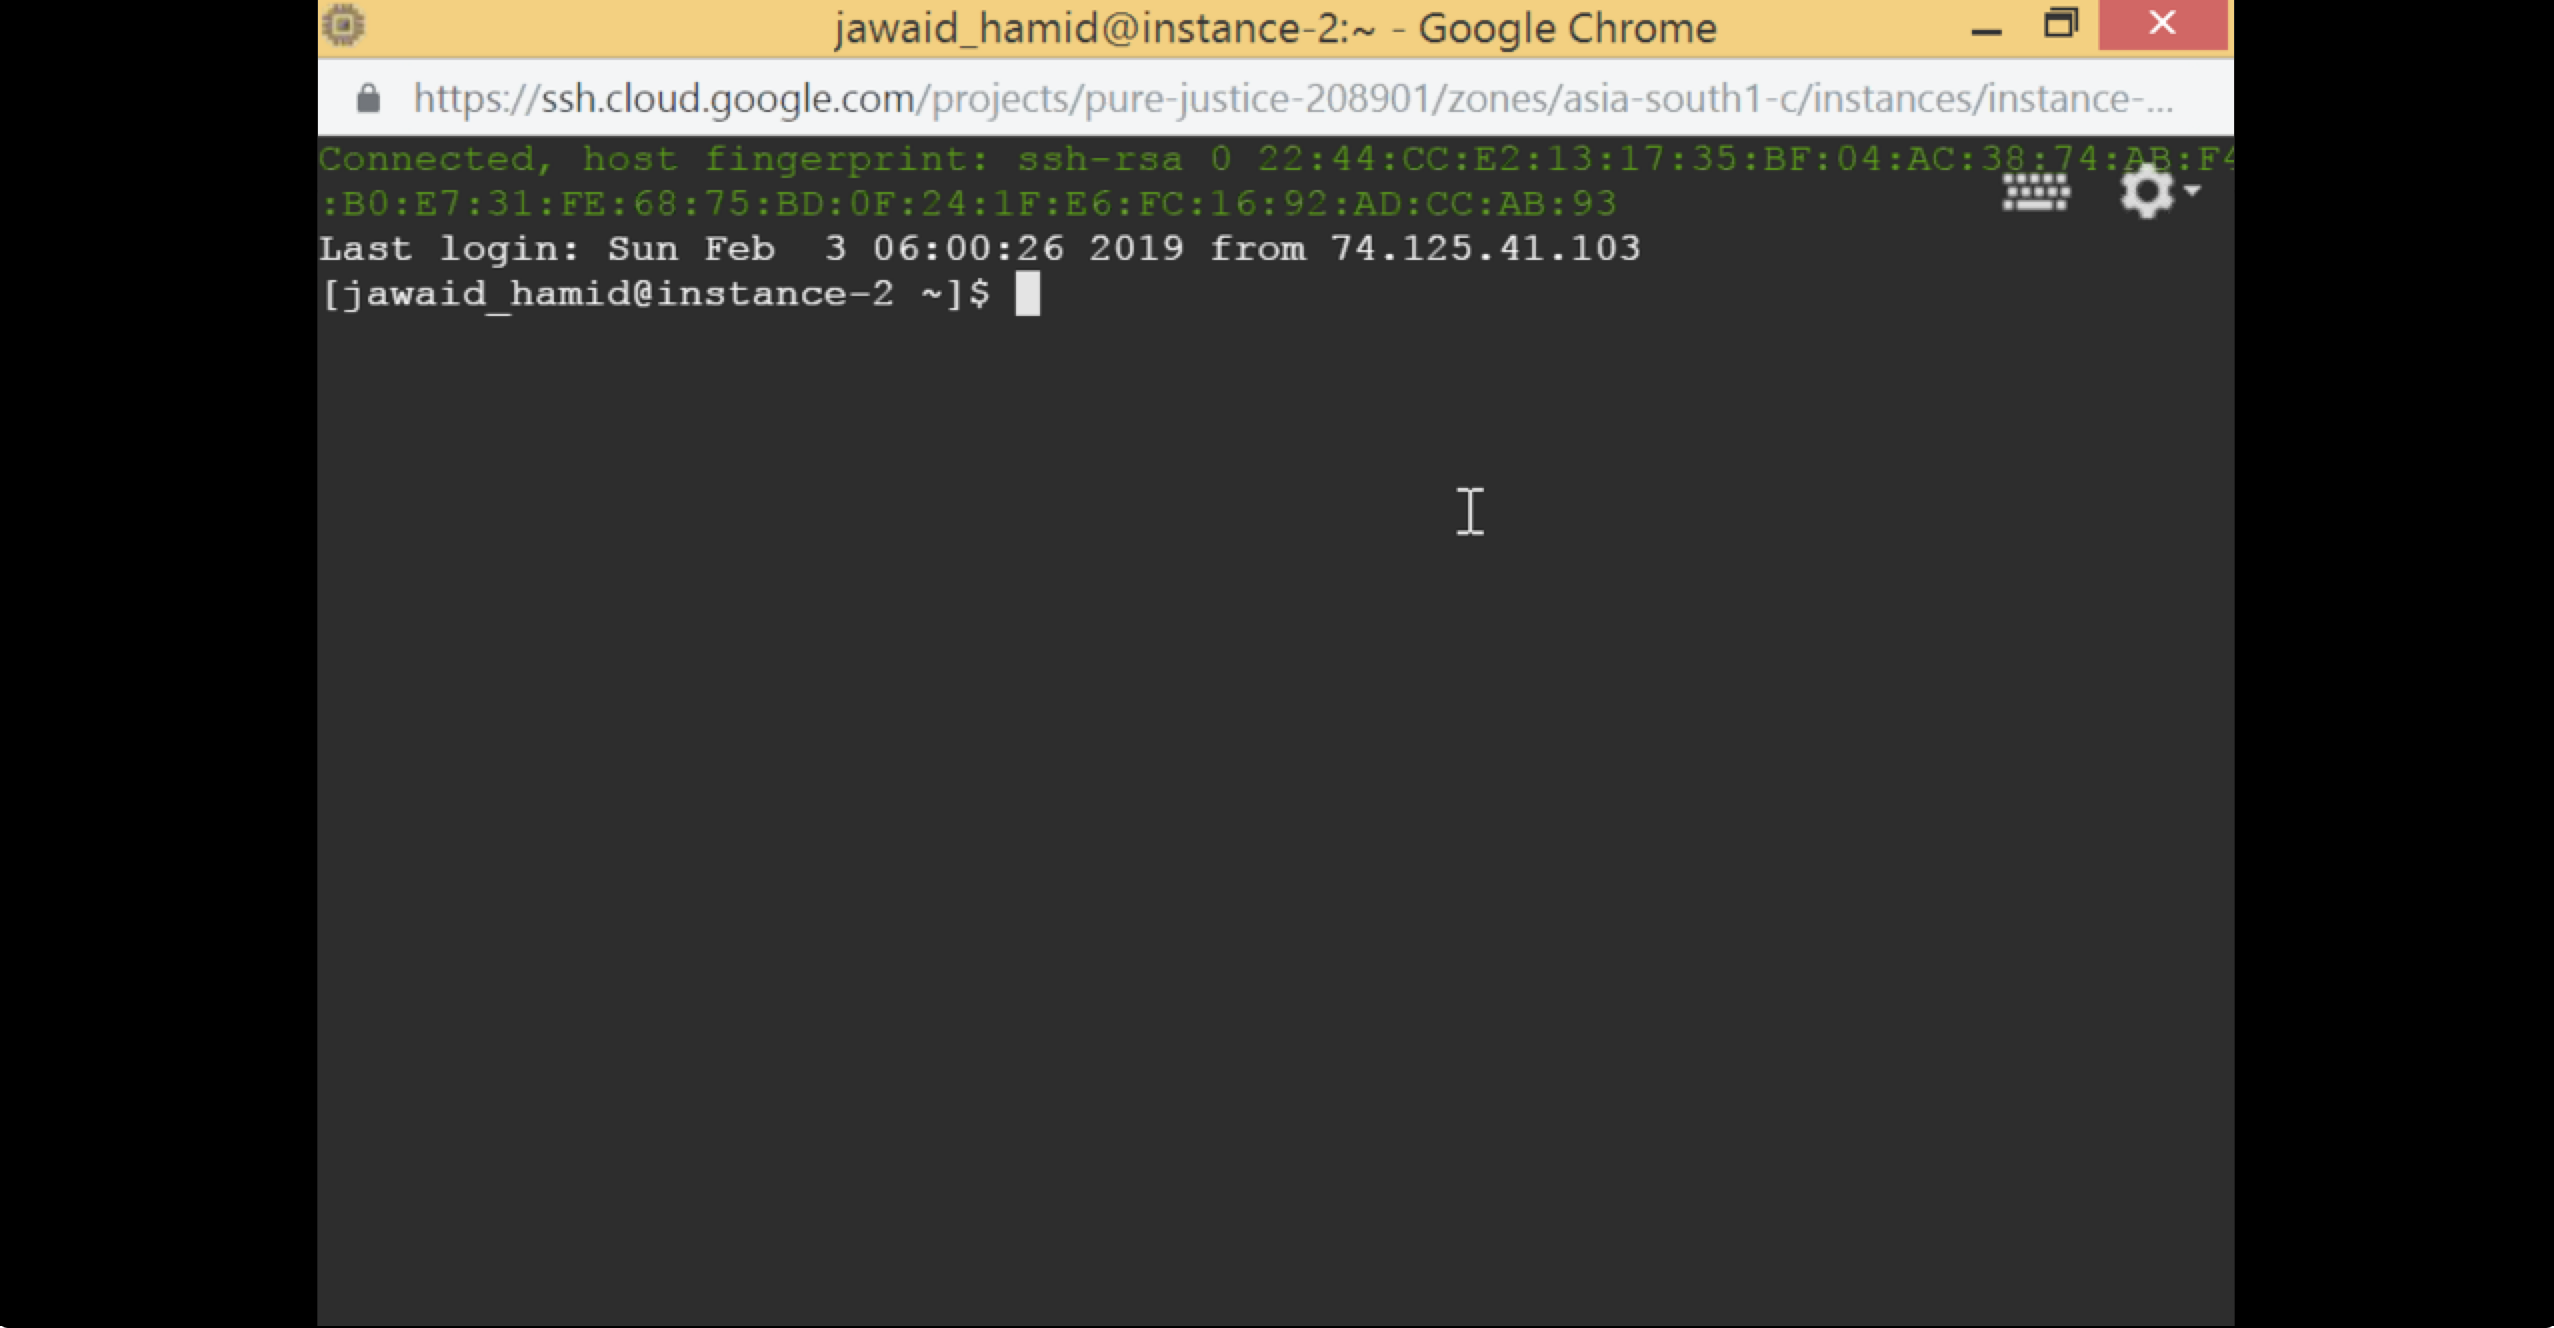 jawaid_hamid@instance-2:~ - Google Chrome
https://ssh.cloud.google.com/projects/pure-justice-208901/zones/asia-south1-c/instances/instance-...
Connected, host fingerprint: ssh-rsa 0 22:44:CC:E2:13:17:35:BF:04:AC:38:74:AB:F4
:B0:E7:31:FE:68:75:BD:0F:24:1F:E6:FC:16:92:AD:CC:AB:93
Last login: Sun Feb  3 06:00:26 2019 from 74.125.41.103
[jawaid_hamid@instance-2 ~]$